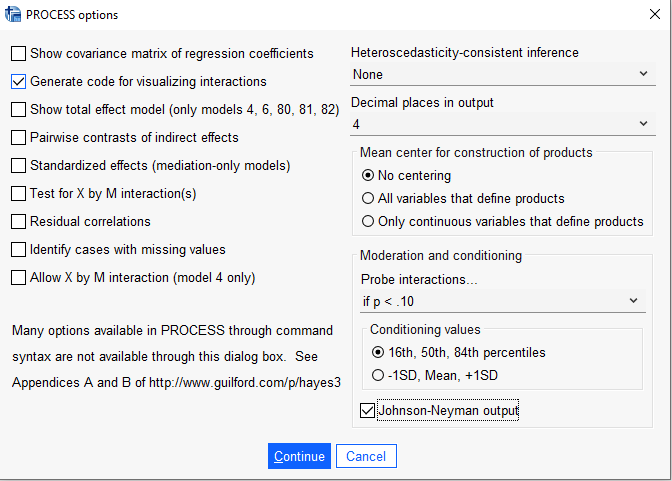 PROCESS options
Show covariance matrix of regression coefficients
Generate code for visualizing interactions
Show total effect model (only models 4, 6, 80, 81, 82)
Pairwise contrasts of indirect effects
Standardized effects (mediation-only models)
Test for X by M interaction(s)
Residual correlations
Identify cases with missing values
Allow X by M interaction (model 4 only)
Many options available in PROCESS through command
syntax are not available through this dialog box. See
Appendices A and B of http://www.guilford.com/p/hayes3
Heteroscedasticity-consistent inference
None
Decimal places in output
4
Mean center for construction of products
No centering
All variables that define products
Only continuous variables that define products
Moderation and conditioning
Probe interactions...
if p < .10
Conditioning values
16th, 50th, 84th percentiles
-1SD, Mean, +1SD
Johnson-Neyman output
Continue
Cancel